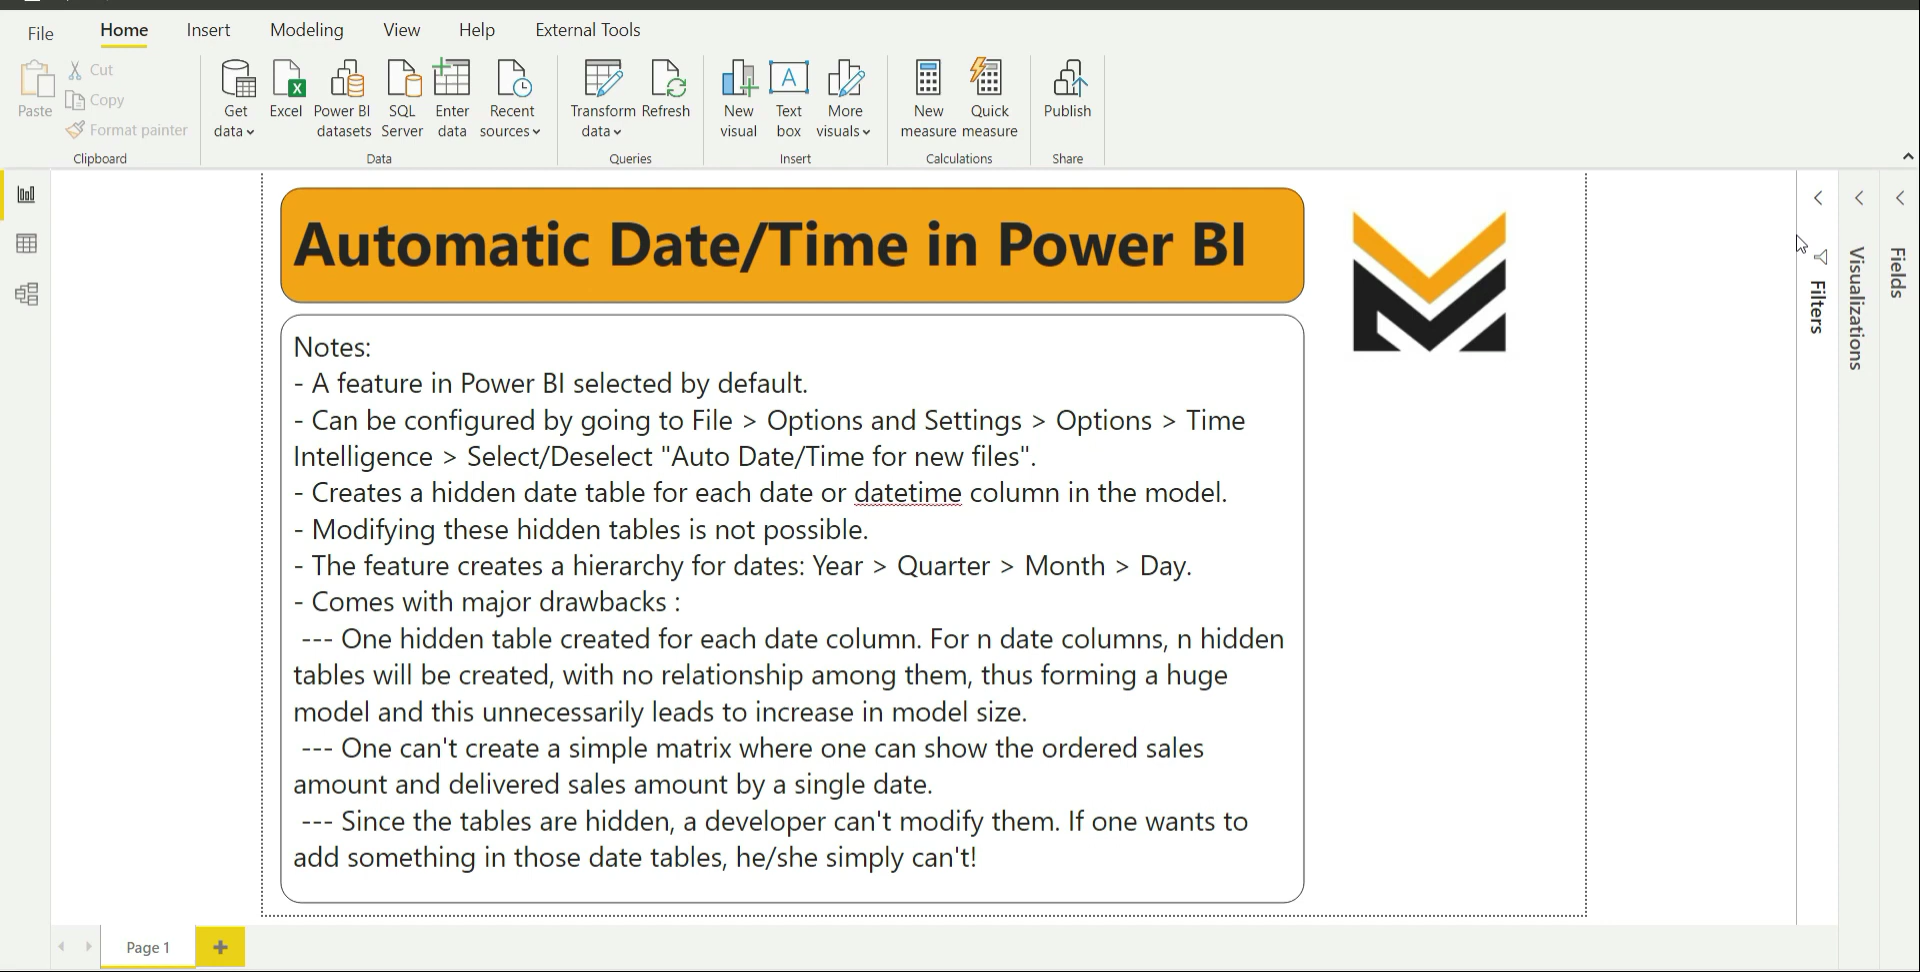 File
Home
Insert
Modeling
View
Help
External Tools
Paste
Cut
Copy
Format painter
Clipboard
Get data
Excel
Power BI datasets
SQL Server
Enter data
Recent sources
Data
Transform data
Refresh
Queries
New visual
Text box
More visuals
Insert
New measure
Quick measure
Calculations
Publish
Share
Automatic Date/Time in Power BI
Notes:
- A feature in Power BI selected by default.
- Can be configured by going to File > Options and Settings > Options > Time
Intelligence > Select/Deselect "Auto Date/Time for new files".
- Creates a hidden date table for each date or datetime column in the model.
- Modifying these hidden tables is not possible.
- The feature creates a hierarchy for dates: Year > Quarter > Month > Day.
- Comes with major drawbacks :
--- One hidden table created for each date column. For n date columns, n hidden
tables will be created, with no relationship among them, thus forming a huge
model and this unnecessarily leads to increase in model size.
--- One can't create a simple matrix where one can show the ordered sales
amount and delivered sales amount by a single date.
--- Since the tables are hidden, a developer can't modify them. If one wants to
add something in those date tables, he/she simply can't!
Filters
Visualizations
Fields
Page 1